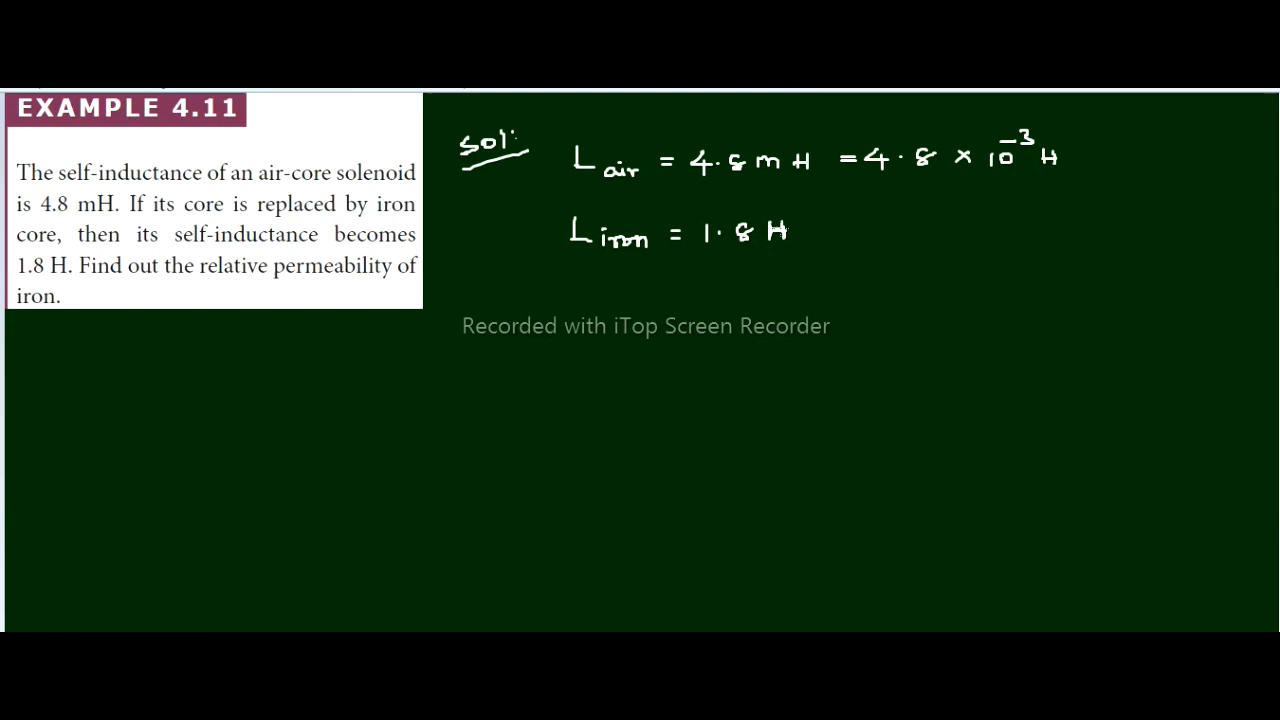 EXAMPLE 4.11
The self-inductance of an air-core solenoid
is 4.8 mH. If its core is replaced by iron
core, then its self-inductance becomes
1.8 H. Find out the relative permeability of
iron.
Sol:
L air = 4.8 mH = 4.8 × 10⁻³ H
L iron = 1.8 H
Recorded with iTop Screen Recorder